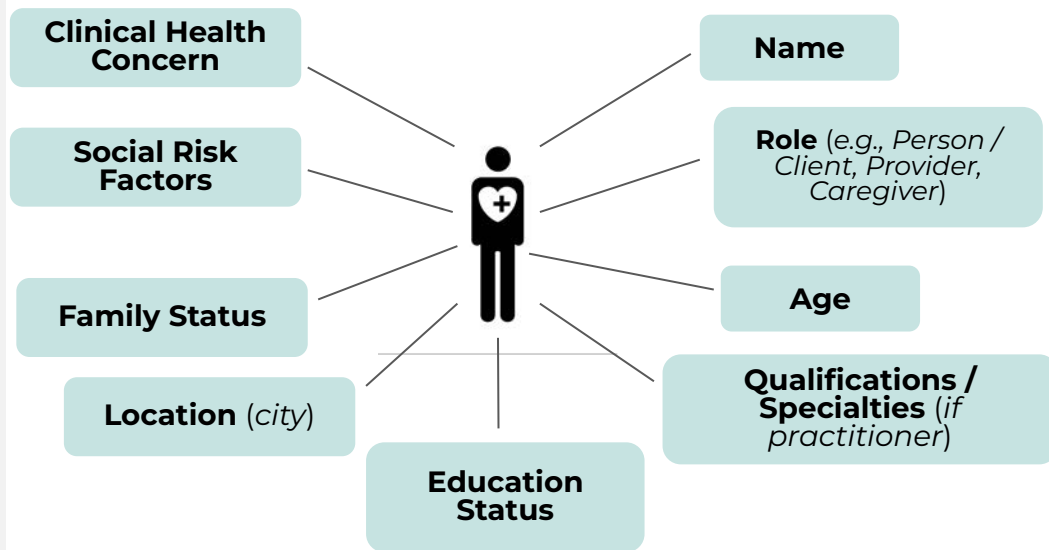 Clinical Health
Concern
Social Risk
Factors
Family Status
Location (city)
Education
Status
Name
Role (e.g., Person /
Client, Provider,
Caregiver)
Age
Qualifications /
Specialties (if
practitioner)